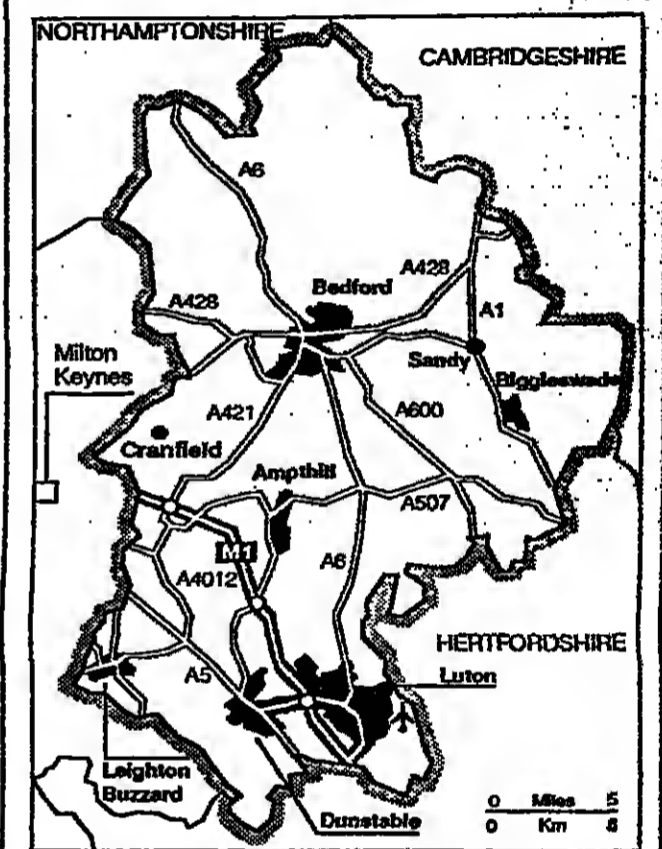 NORTHAMPTONSHIRE
CAMBRIDGESHIRE
A6
Bedford
A428
A428
A1
Milton
Keynes
Sandy
Biggleswade
A421
A600
Cranfield
Ampthill
A507
M1
A6
A4012
HERTFORDSHIRE
Luton
A5
Leighton
Buzzard
Dunstable
0 Miles 5
0 Km 8